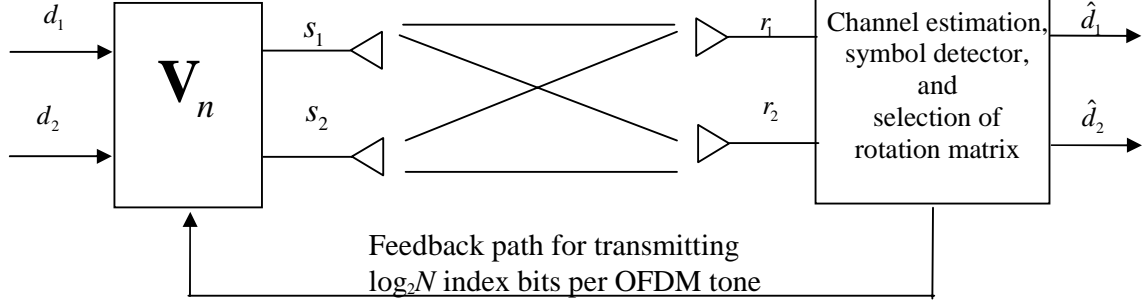 d₁
d₂
Vₙ
s₁
s₂
r₁
r₂
Channel estimation,
symbol detector,
and
selection of
rotation matrix
d̂₁
d̂₂
Feedback path for transmitting
log₂N index bits per OFDM tone